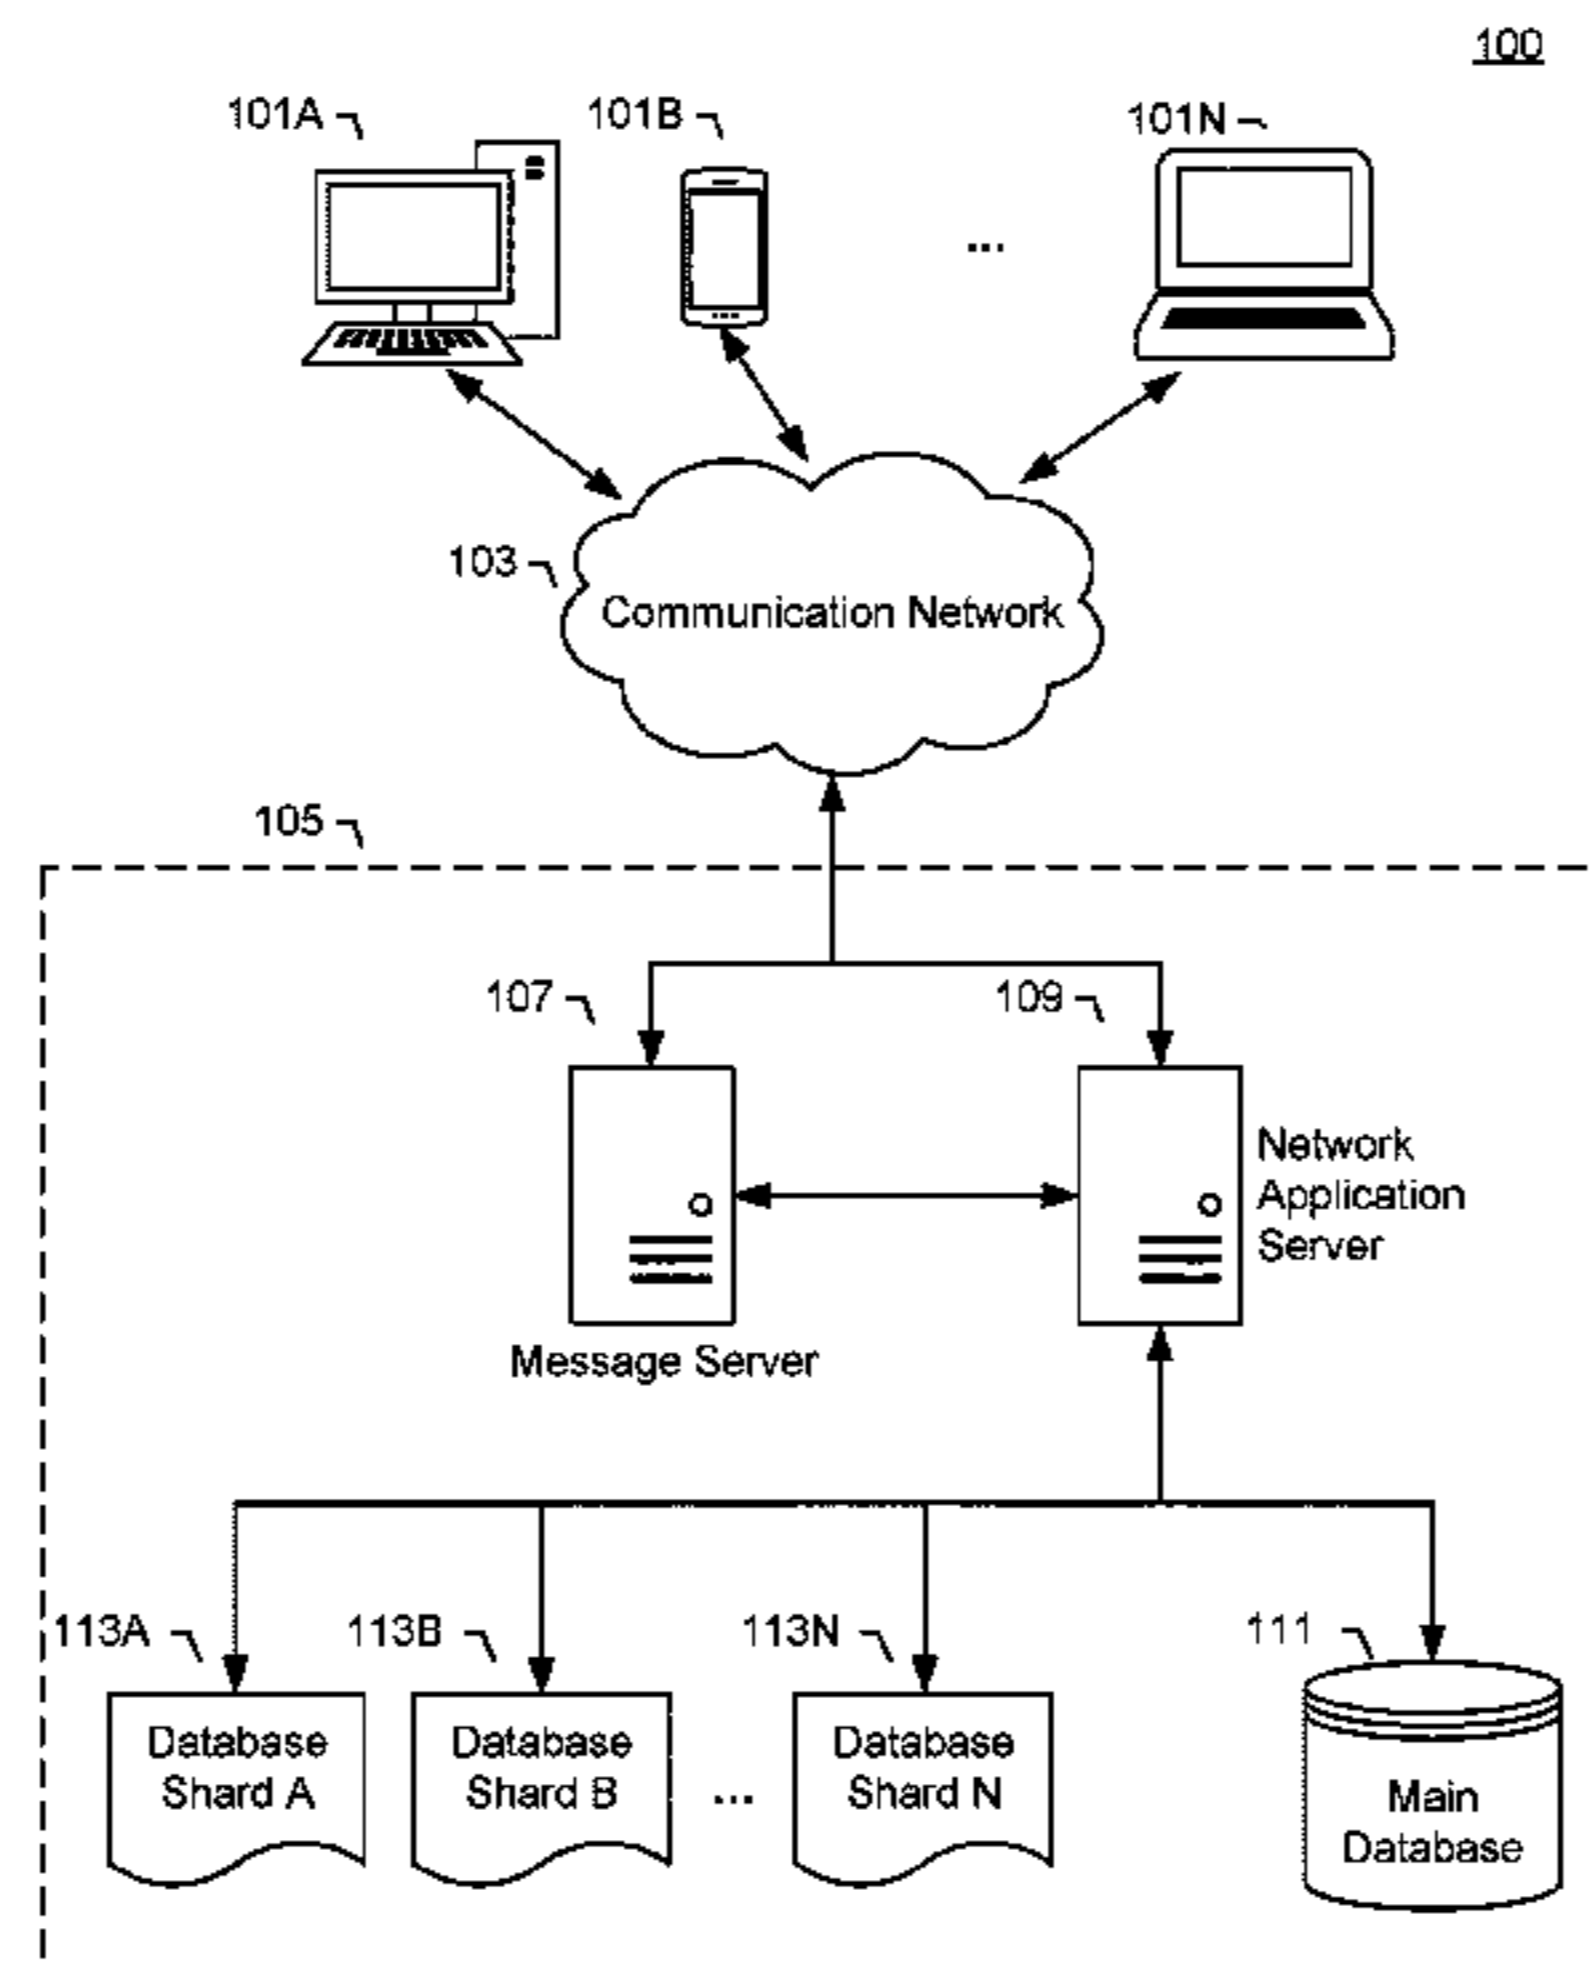 100
101A
101B
101N
...
103
Communication Network
105
107
109
Network
Application
Server
Message Server
113A
113B
113N
111
Database
Shard A
Database
Shard B
...
Database
Shard N
Main
Database